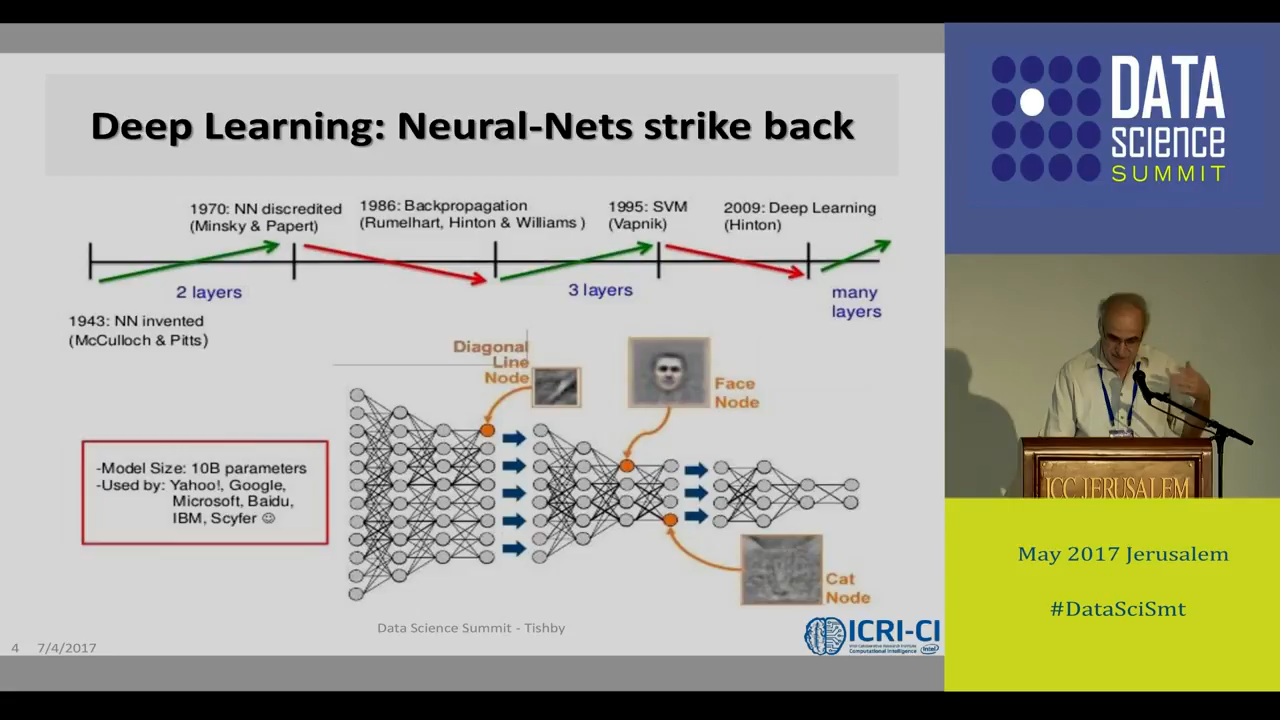 Deep Learning: Neural-Nets strike back
1970: NN discredited
(Minsky & Papert)
1986: Backpropagation
(Rumelhart, Hinton & Williams )
1995: SVM
(Vapnik)
2009: Deep Learning
(Hinton)
2 layers
3 layers
many
layers
1943: NN invented
(McCulloch & Pitts)
Diagonal
Line
Node
Face
Node
-Model Size: 10B parameters
-Used by: Yahoo!, Google,
Microsoft, Baidu,
IBM, Scyfer ☺
Cat
Node
Data Science Summit - Tishby
4 7/4/2017
ICRI-CI
Computational Intelligence
intel
DATA
science
SUMMIT
ICC JERUSALEM
May 2017 Jerusalem
#DataSciSmt